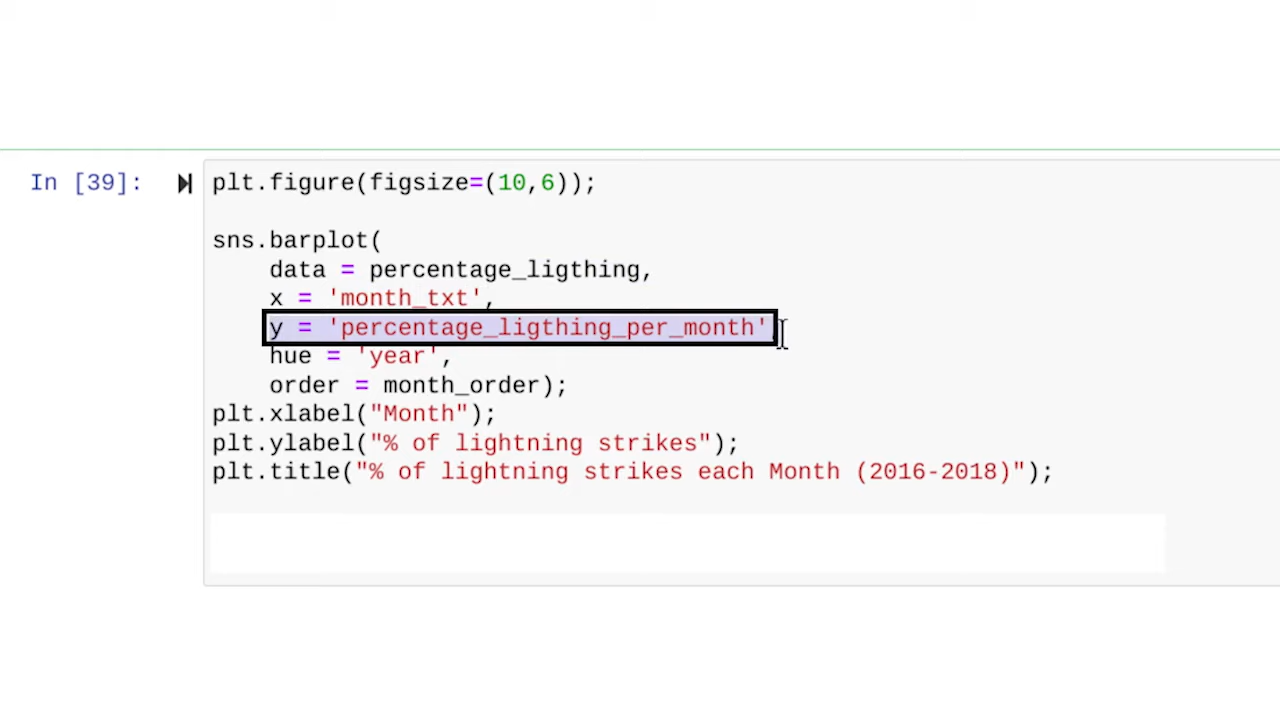 In [39]:
plt.figure(figsize=(10,6));
sns.barplot(
data = percentage_ligthing,
x = 'month_txt',
y = 'percentage_ligthing_per_month',
hue = 'year',
order = month_order);
plt.xlabel("Month");
plt.ylabel("% of lightning strikes");
plt.title("% of lightning strikes each Month (2016-2018)");